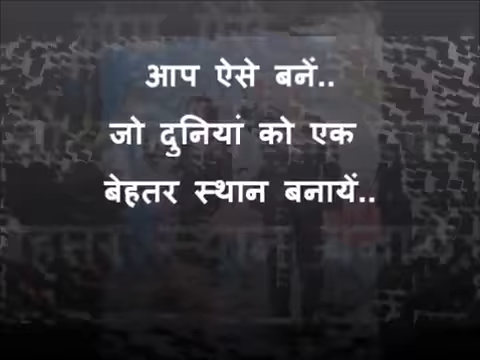 आप ऐसे बनें..
जो दुनियां को एक
बेहतर स्थान बनायें..